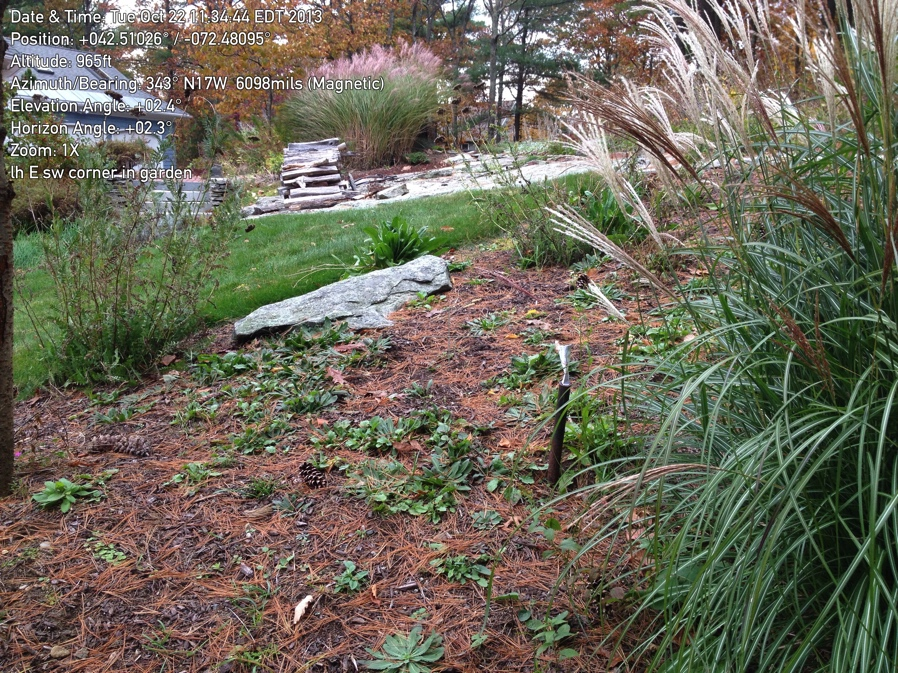 Date & Time: Tue Oct 22 11:34:44 EDT 2013
Position: +042.51026° / -072.48095°
Altitude: 965ft
Azimuth/Bearing: 343° N17W 6098mils (Magnetic)
Elevation Angle: +02.4°
Horizon Angle: +02.3°
Zoom: 1X
lh E sw corner in garden